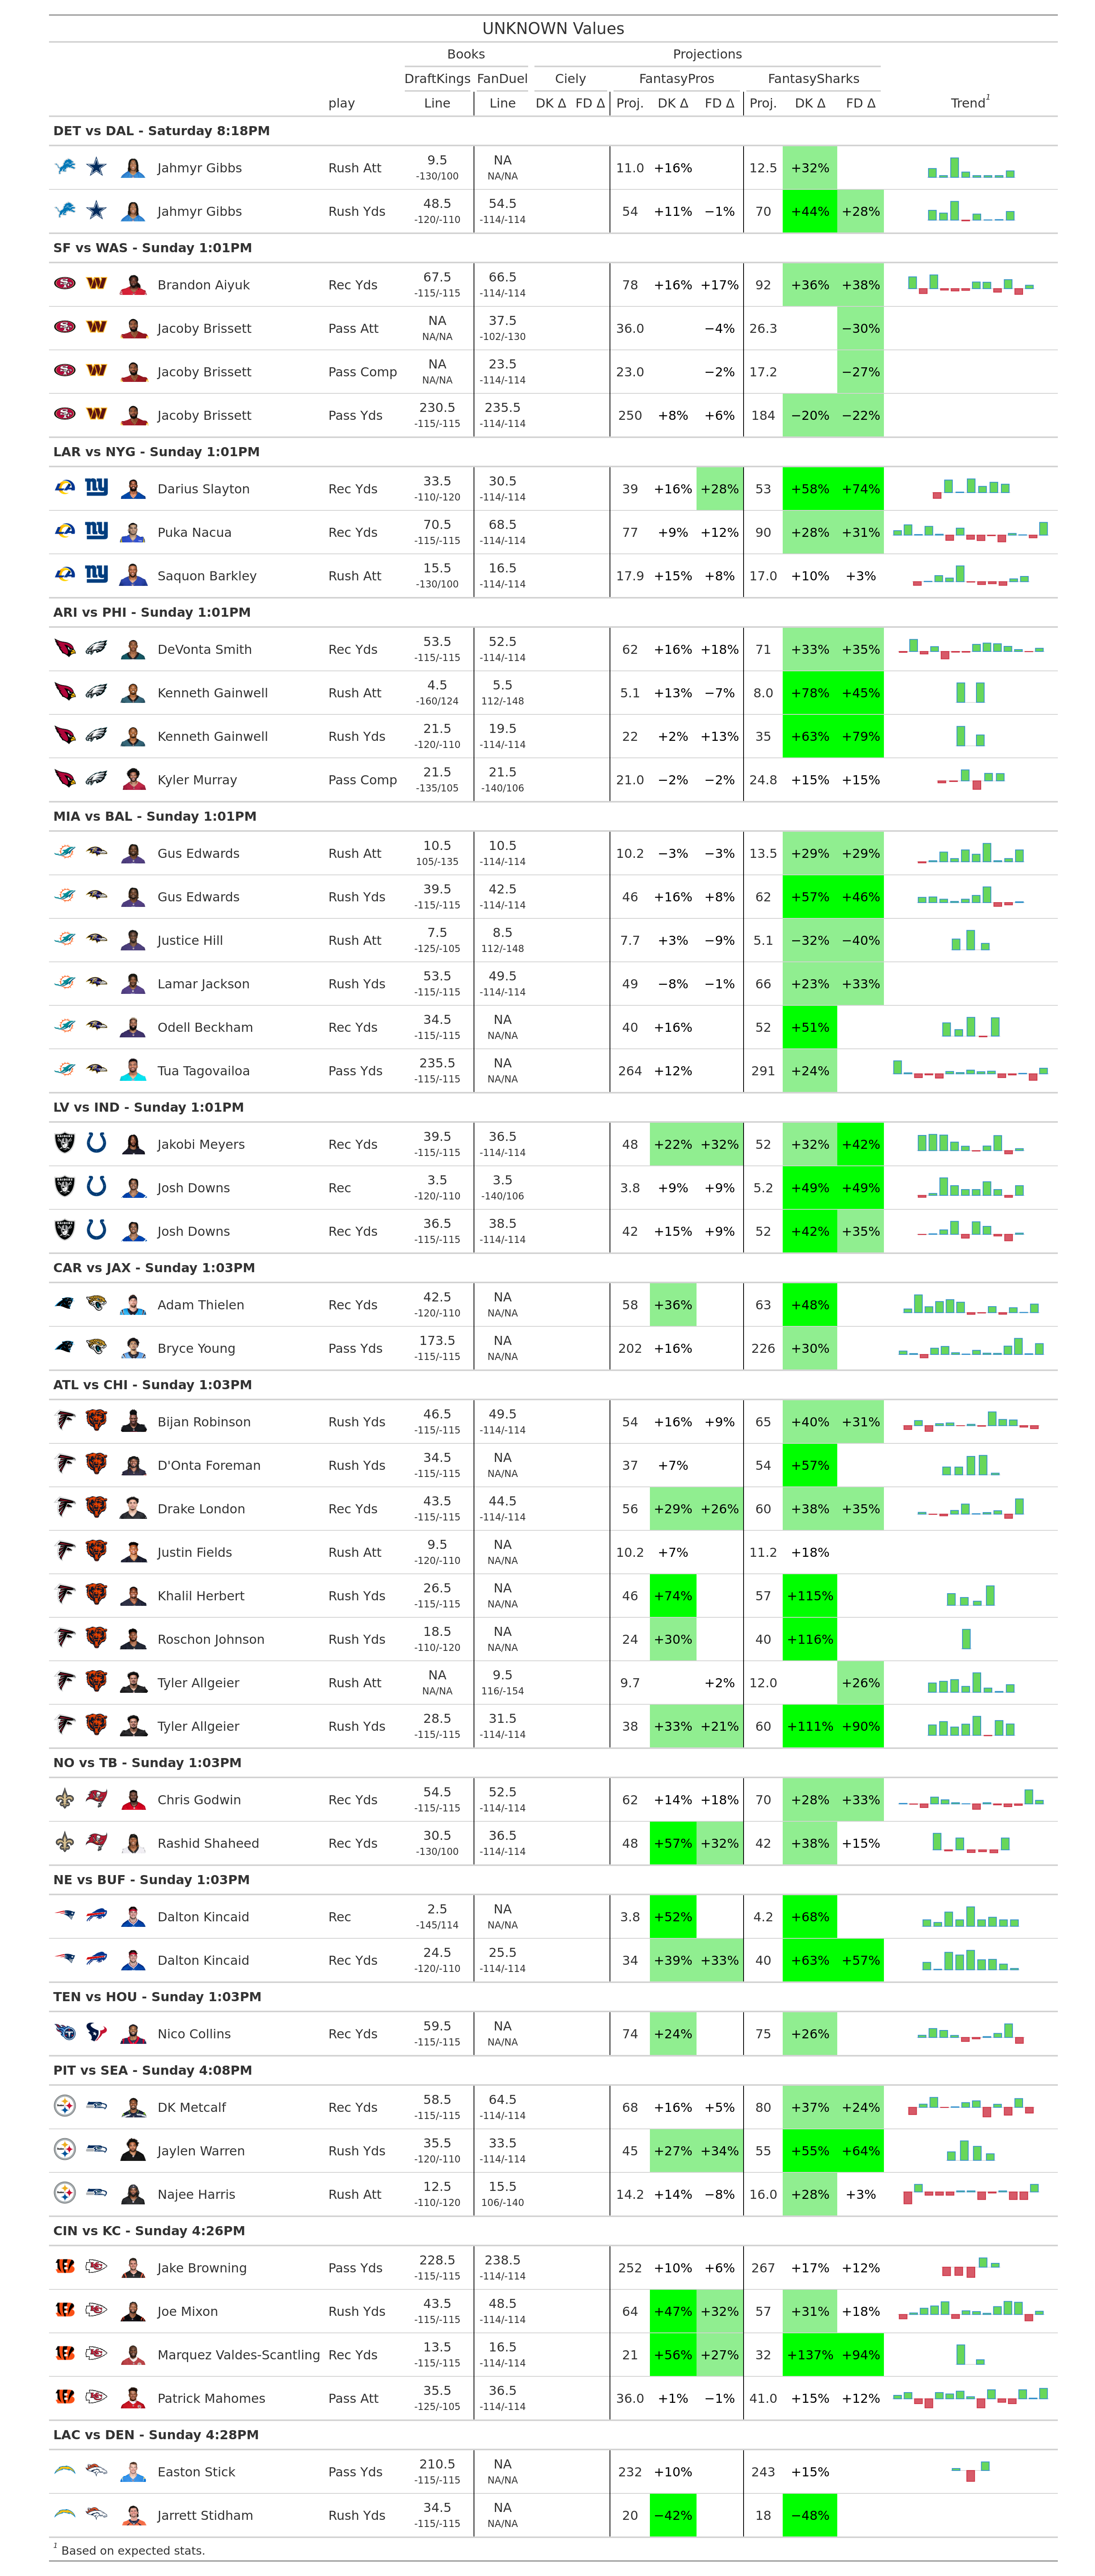 UNKNOWN Values
Books Projections
DraftKings FanDuel Ciely FantasyPros FantasySharks
play Line Line DK Δ FD Δ Proj. DK Δ FD Δ Proj. DK Δ FD Δ Trend1
DET vs DAL - Saturday 8:18PM
Jahmyr Gibbs Rush Att 9.5 NA 11.0 +16% 12.5 +32%
-130/100 NA/NA
Jahmyr Gibbs Rush Yds 48.5 54.5 54 +11% −1% 70 +44% +28%
-120/-110 -114/-114
SF vs WAS - Sunday 1:01PM
Brandon Aiyuk Rec Yds 67.5 66.5 78 +16% +17% 92 +36% +38%
-115/-115 -114/-114
Jacoby Brissett Pass Att NA 37.5 36.0 −4% 26.3 −30%
NA/NA -102/-130
Jacoby Brissett Pass Comp NA 23.5 23.0 −2% 17.2 −27%
NA/NA -114/-114
Jacoby Brissett Pass Yds 230.5 235.5 250 +8% +6% 184 −20% −22%
-115/-115 -114/-114
LAR vs NYG - Sunday 1:01PM
Darius Slayton Rec Yds 33.5 30.5 39 +16% +28% 53 +58% +74%
-110/-120 -114/-114
Puka Nacua Rec Yds 70.5 68.5 77 +9% +12% 90 +28% +31%
-115/-115 -114/-114
Saquon Barkley Rush Att 15.5 16.5 17.9 +15% +8% 17.0 +10% +3%
-130/100 -114/-114
ARI vs PHI - Sunday 1:01PM
DeVonta Smith Rec Yds 53.5 52.5 62 +16% +18% 71 +33% +35%
-115/-115 -114/-114
Kenneth Gainwell Rush Att 4.5 5.5 5.1 +13% −7% 8.0 +78% +45%
-160/124 112/-148
Kenneth Gainwell Rush Yds 21.5 19.5 22 +2% +13% 35 +63% +79%
-120/-110 -114/-114
Kyler Murray Pass Comp 21.5 21.5 21.0 −2% −2% 24.8 +15% +15%
-135/105 -140/106
MIA vs BAL - Sunday 1:01PM
Gus Edwards Rush Att 10.5 10.5 10.2 −3% −3% 13.5 +29% +29%
105/-135 -114/-114
Gus Edwards Rush Yds 39.5 42.5 46 +16% +8% 62 +57% +46%
-115/-115 -114/-114
Justice Hill Rush Att 7.5 8.5 7.7 +3% −9% 5.1 −32% −40%
-125/-105 112/-148
Lamar Jackson Rush Yds 53.5 49.5 49 −8% −1% 66 +23% +33%
-115/-115 -114/-114
Odell Beckham Rec Yds 34.5 NA 40 +16% 52 +51%
-115/-115 NA/NA
Tua Tagovailoa Pass Yds 235.5 NA 264 +12% 291 +24%
-115/-115 NA/NA
LV vs IND - Sunday 1:01PM
Jakobi Meyers Rec Yds 39.5 36.5 48 +22% +32% 52 +32% +42%
-115/-115 -114/-114
Josh Downs Rec 3.5 3.5 3.8 +9% +9% 5.2 +49% +49%
-120/-110 -140/106
Josh Downs Rec Yds 36.5 38.5 42 +15% +9% 52 +42% +35%
-115/-115 -114/-114
CAR vs JAX - Sunday 1:03PM
Adam Thielen Rec Yds 42.5 NA 58 +36% 63 +48%
-120/-110 NA/NA
Bryce Young Pass Yds 173.5 NA 202 +16% 226 +30%
-115/-115 NA/NA
ATL vs CHI - Sunday 1:03PM
Bijan Robinson Rush Yds 46.5 49.5 54 +16% +9% 65 +40% +31%
-115/-115 -114/-114
D'Onta Foreman Rush Yds 34.5 NA 37 +7% 54 +57%
-115/-115 NA/NA
Drake London Rec Yds 43.5 44.5 56 +29% +26% 60 +38% +35%
-115/-115 -114/-114
Justin Fields Rush Att 9.5 NA 10.2 +7% 11.2 +18%
-120/-110 NA/NA
Khalil Herbert Rush Yds 26.5 NA 46 +74% 57 +115%
-115/-115 NA/NA
Roschon Johnson Rush Yds 18.5 NA 24 +30% 40 +116%
-110/-120 NA/NA
Tyler Allgeier Rush Att NA 9.5 9.7 +2% 12.0 +26%
NA/NA 116/-154
Tyler Allgeier Rush Yds 28.5 31.5 38 +33% +21% 60 +111% +90%
-115/-115 -114/-114
NO vs TB - Sunday 1:03PM
Chris Godwin Rec Yds 54.5 52.5 62 +14% +18% 70 +28% +33%
-115/-115 -114/-114
Rashid Shaheed Rec Yds 30.5 36.5 48 +57% +32% 42 +38% +15%
-130/100 -114/-114
NE vs BUF - Sunday 1:03PM
Dalton Kincaid Rec 2.5 NA 3.8 +52% 4.2 +68%
-145/114 NA/NA
Dalton Kincaid Rec Yds 24.5 25.5 34 +39% +33% 40 +63% +57%
-120/-110 -114/-114
TEN vs HOU - Sunday 1:03PM
Nico Collins Rec Yds 59.5 NA 74 +24% 75 +26%
-115/-115 NA/NA
PIT vs SEA - Sunday 4:08PM
DK Metcalf Rec Yds 58.5 64.5 68 +16% +5% 80 +37% +24%
-115/-115 -114/-114
Jaylen Warren Rush Yds 35.5 33.5 45 +27% +34% 55 +55% +64%
-120/-110 -114/-114
Najee Harris Rush Att 12.5 15.5 14.2 +14% −8% 16.0 +28% +3%
-110/-120 106/-140
CIN vs KC - Sunday 4:26PM
Jake Browning Pass Yds 228.5 238.5 252 +10% +6% 267 +17% +12%
-115/-115 -114/-114
Joe Mixon Rush Yds 43.5 48.5 64 +47% +32% 57 +31% +18%
-115/-115 -114/-114
Marquez Valdes-Scantling Rec Yds 13.5 16.5 21 +56% +27% 32 +137% +94%
-115/-115 -114/-114
Patrick Mahomes Pass Att 35.5 36.5 36.0 +1% −1% 41.0 +15% +12%
-125/-105 -114/-114
LAC vs DEN - Sunday 4:28PM
Easton Stick Pass Yds 210.5 NA 232 +10% 243 +15%
-115/-115 NA/NA
Jarrett Stidham Rush Yds 34.5 NA 20 −42% 18 −48%
-115/-115 NA/NA
1 Based on expected stats.